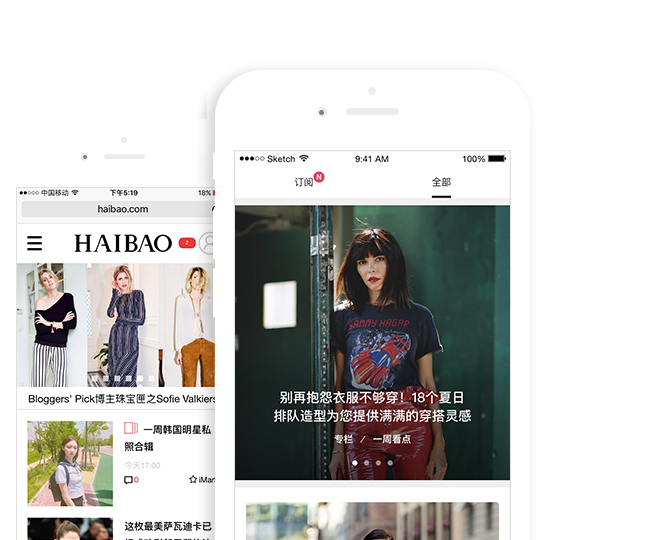 中国移动
下午5:19
18%
haibao.com
HAIBAO
2
Bloggers' Pick博主珠宝匣之Sofie Valkiers
一周韩国明星私
照合辑
今天17:00
0
iMart
这枚最美萨瓦迪卡已
Sketch
9:41 AM
100%
订阅
N
全部
SAMMY HAGAR
别再抱怨衣服不够穿！18个夏日
排队造型为您提供满满的穿搭灵感
专栏 / 一周看点